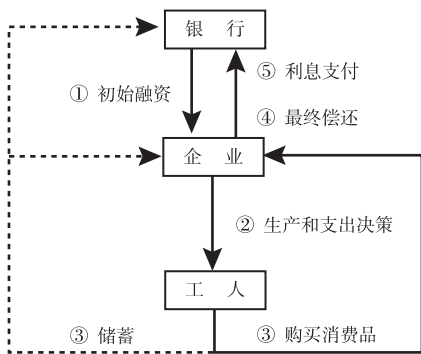 银 行
⑤ 利息支付
① 初始融资
④ 最终偿还
企 业
② 生产和支出决策
工 人
③ 储蓄
③ 购买消费品